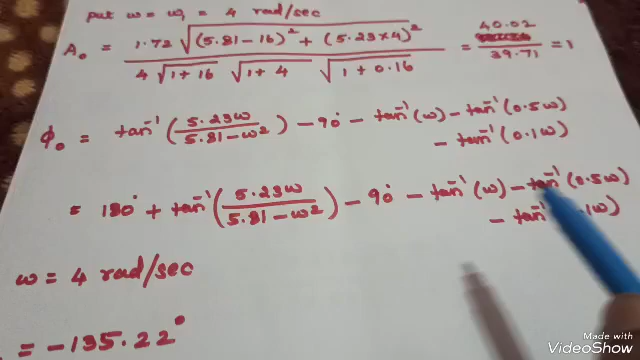 put ω = ω₁ = 4 rad/sec
A₀ = 1.72 √(5.81-16)² + (5.23×4)² / 4 √1+16 √1+4 √1+0.16 = 40.02 / 39.71 = 1
ϕ₀ = tan⁻¹(5.23ω / 5.81-ω²) - 90° - tan⁻¹(ω) - tan⁻¹(0.5ω)
- tan⁻¹(0.1ω)
= 180° + tan⁻¹(5.23ω / 5.81-ω²) - 90° - tan⁻¹(ω) - tan⁻¹(0.5ω)
- tan⁻¹ .1ω)
ω = 4 rad/sec
= -135.22°
Made with
VideoShow